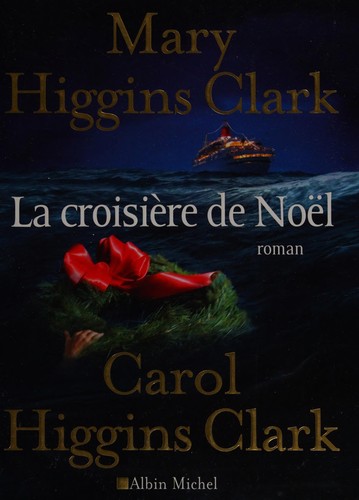 Mary
Higgins Clark
La croisière de Noël
roman
Carol
Higgins Clark
Albin Michel